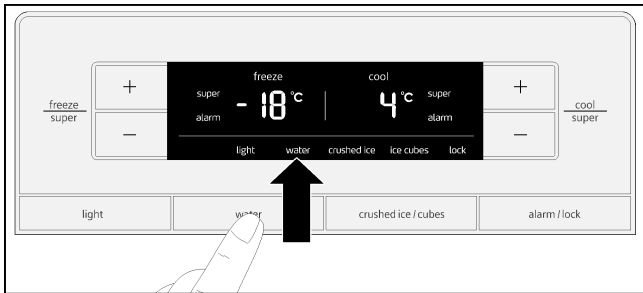 freeze
super
+
−
freeze cool
super - 18 °C 4 °C super
alarm alarm
light water crushed ice ice cubes lock
+
−
cool
super
light water crushed ice / cubes alarm / lock